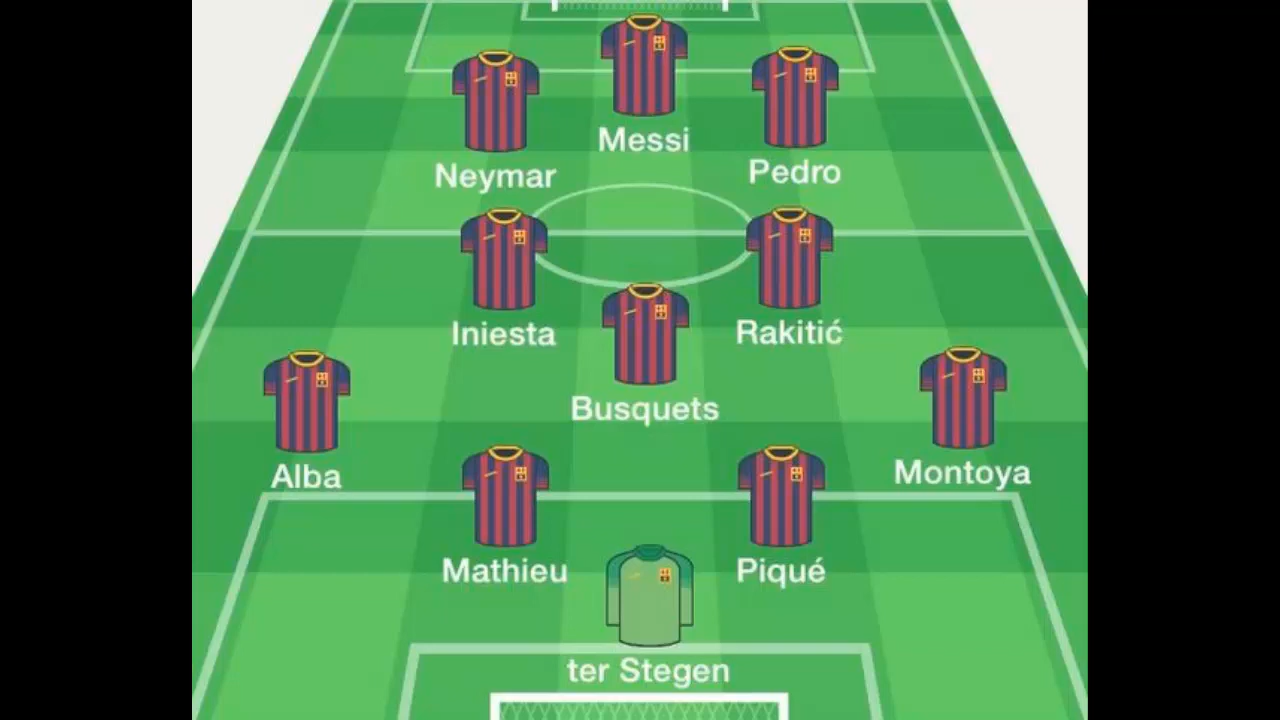 Messi
Neymar
Pedro
Iniesta
Rakitić
Busquets
Alba
Montoya
Mathieu
Piqué
ter Stegen